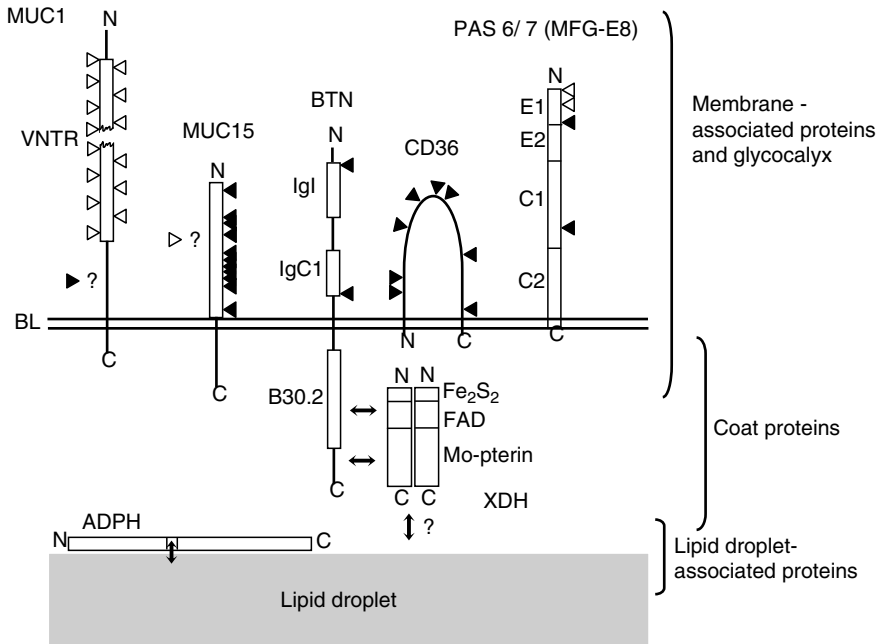 MUC1
N
PAS 6/ 7 (MFG-E8)
VNTR
MUC15
BTN
CD36
N
E1
E2
C1
C2
N
N
IgI
IgC1
?
?
Membrane -
associated proteins
and glycocalyx
BL
N
C
C
C
C
B30.2
C
N N
Fe2S2
FAD
Mo-pterin
C C
XDH
?
Coat proteins
ADPH
N
C
Lipid droplet-
associated proteins
Lipid droplet